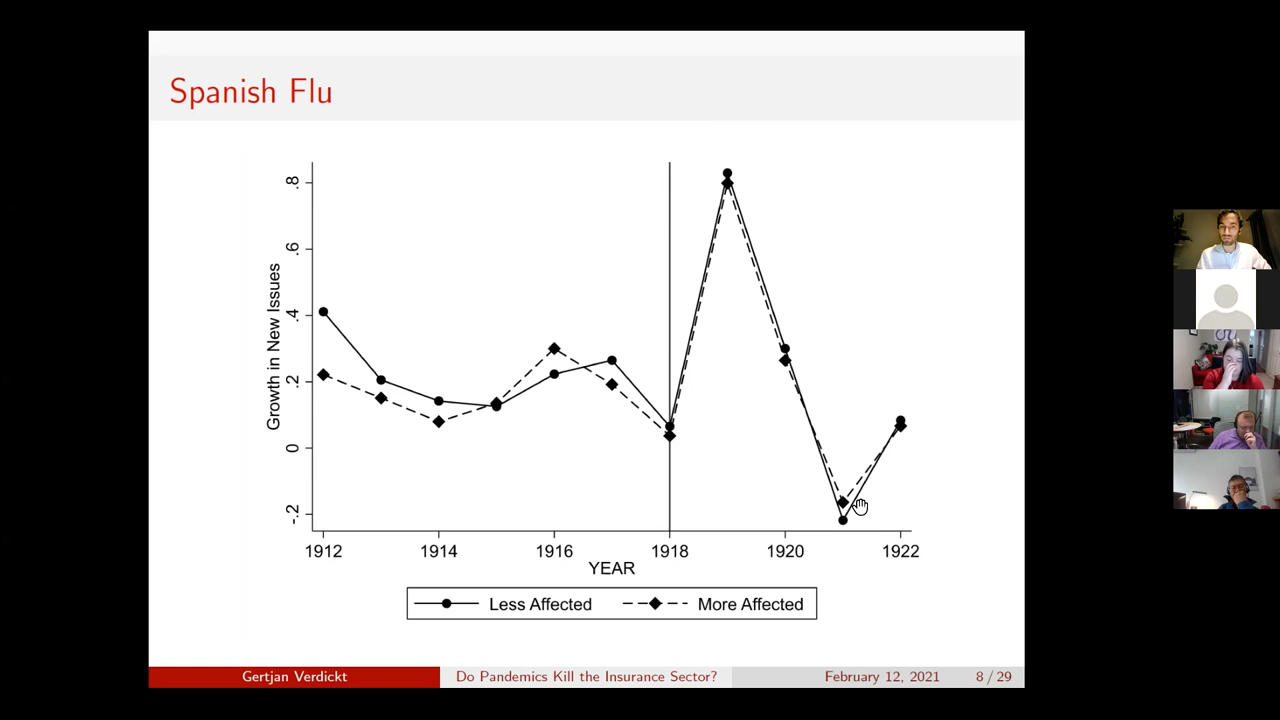 Spanish Flu
Growth in New Issues
.8
.6
.4
.2
0
-.2
1912 1914 1916 1918 1920 1922
YEAR
Less Affected More Affected
Gertjan Verdickt Do Pandemics Kill the Insurance Sector? February 12, 2021 8 / 29